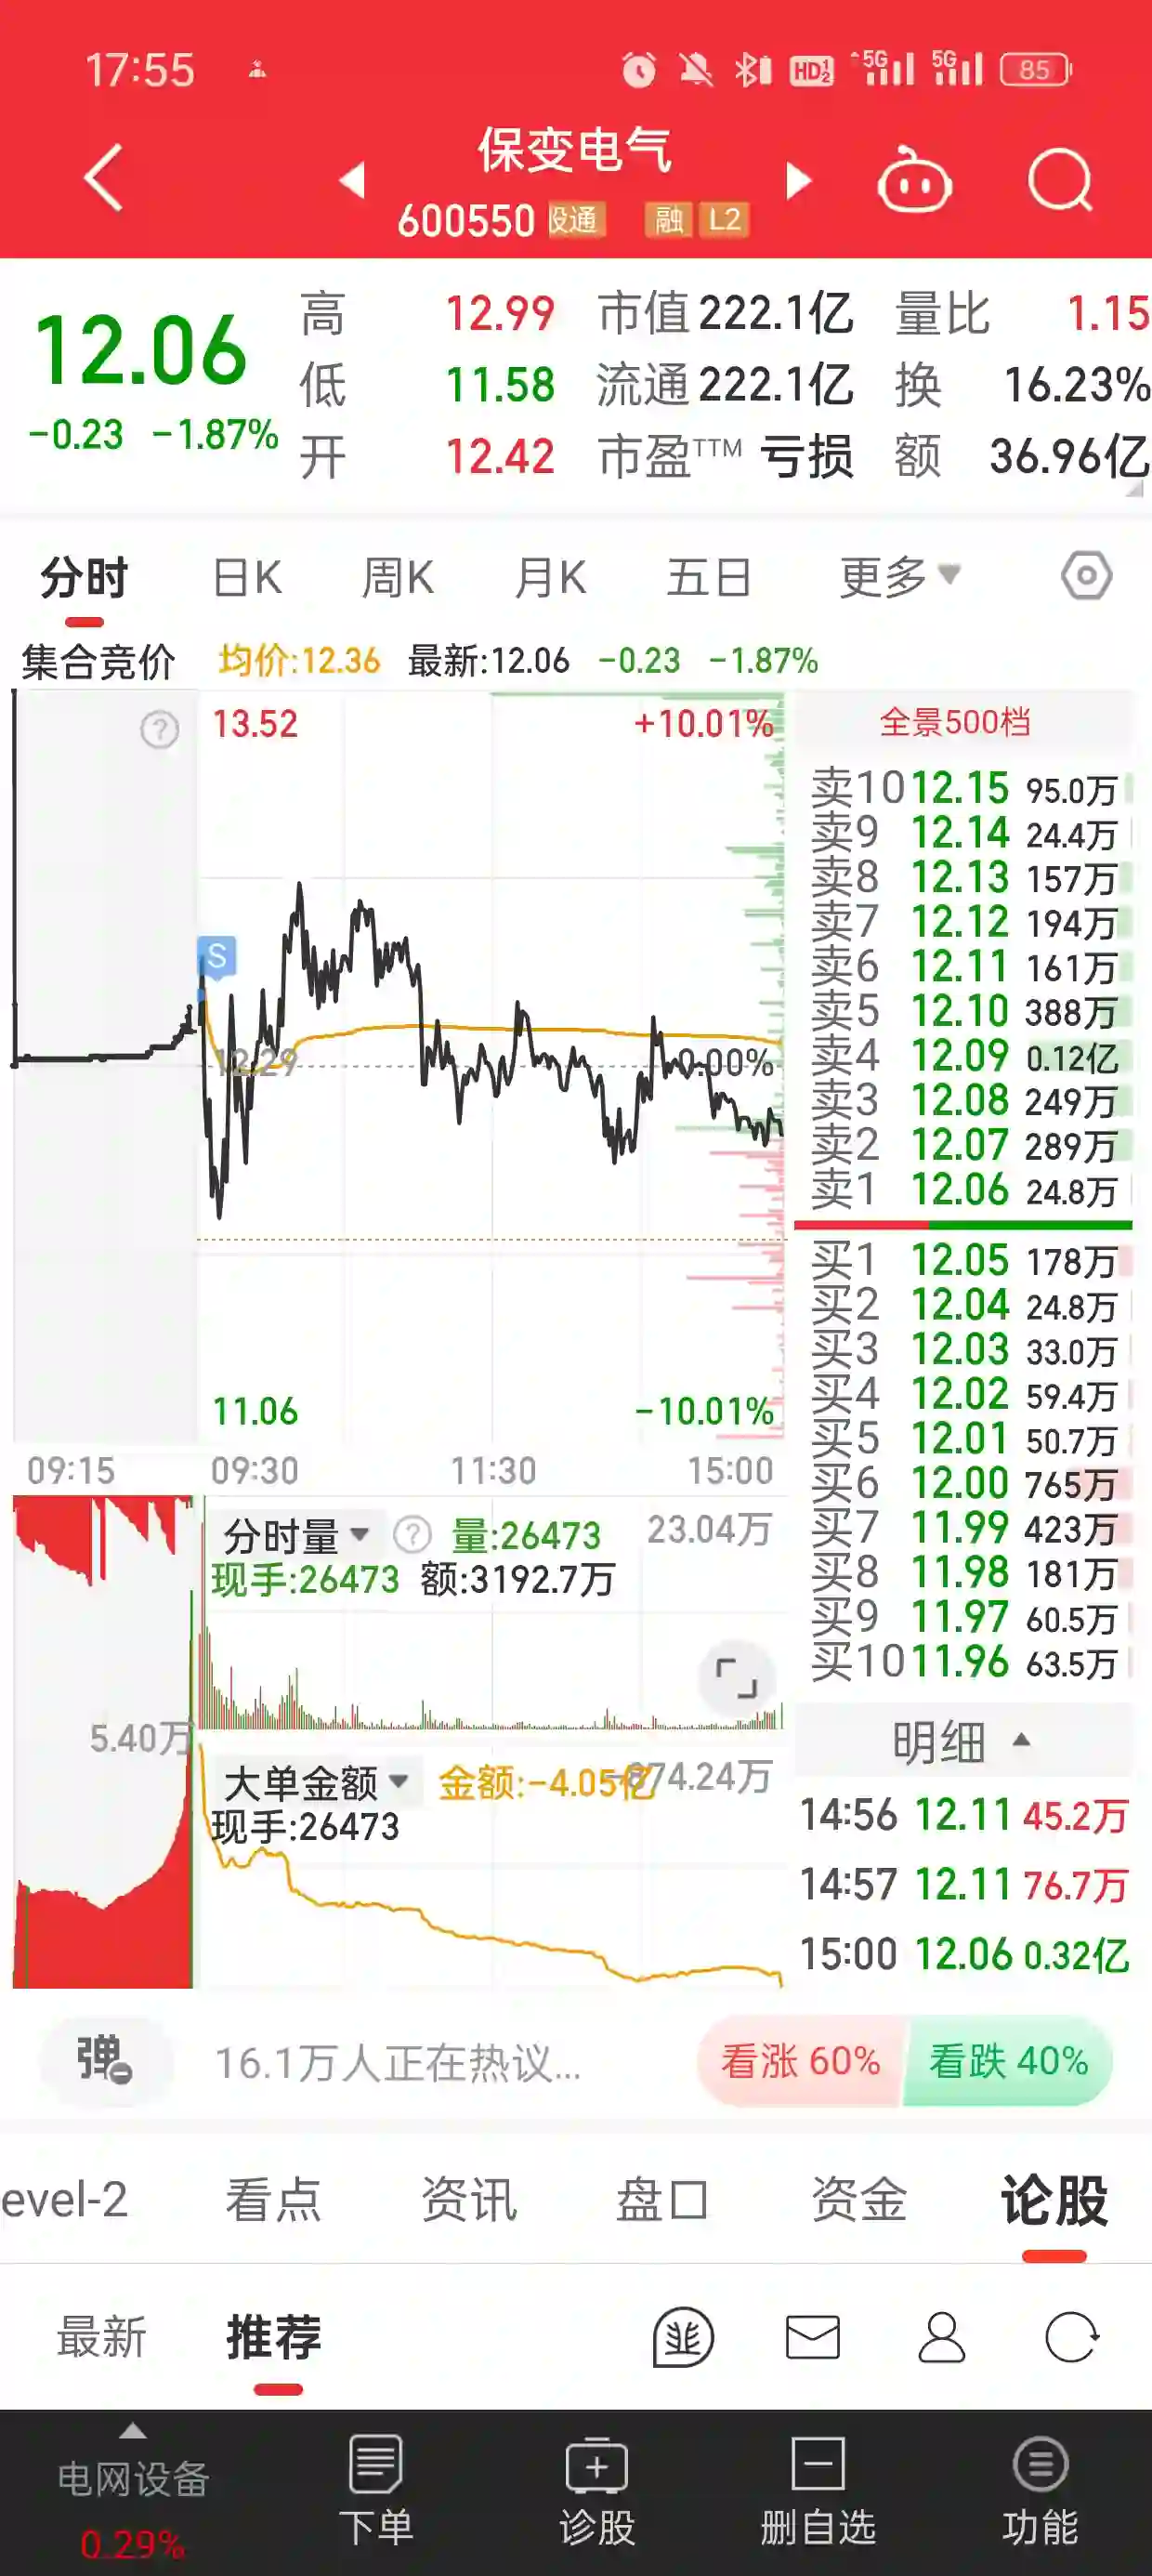 17:55 HD12 5G 5G 85
保变电气
600550 股通 融 L2
12.06
-0.23 -1.87%
高 12.99 市值 222.1亿 量比 1.15
低 11.58 流通 222.1亿 换 16.23%
开 12.42 市盈TTM 亏损 额 36.96亿
分时 日K 周K 月K 五日 更多
集合竞价 均价:12.36 最新:12.06 -0.23 -1.87%
? 13.52 +10.01%
S
12.29 0.00%
11.06 -10.01%
09:15 09:30 11:30 15:00
全景500档
卖10 12.15 95.0万
卖9 12.14 24.4万
卖8 12.13 157万
卖7 12.12 194万
卖6 12.11 161万
卖5 12.10 388万
卖4 12.09 0.12亿
卖3 12.08 249万
卖2 12.07 289万
卖1 12.06 24.8万
买1 12.05 178万
买2 12.04 24.8万
买3 12.03 33.0万
买4 12.02 59.4万
买5 12.01 50.7万
买6 12.00 765万
买7 11.99 423万
买8 11.98 181万
买9 11.97 60.5万
买10 11.96 63.5万
分时量 ? 量:26473 23.04万
现手:26473 额:3192.7万
5.40万
大单金额 金额:-4.05亿 874.24万
现手:26473
明细
14:56 12.11 45.2万
14:57 12.11 76.7万
15:00 12.06 0.32亿
弹 16.1万人正在热议... 看涨 60% 看跌 40%
evel-2 看点 资讯 盘口 资金 论股
最新 推荐
电网设备
0.29%
下单 诊股 删自选 功能